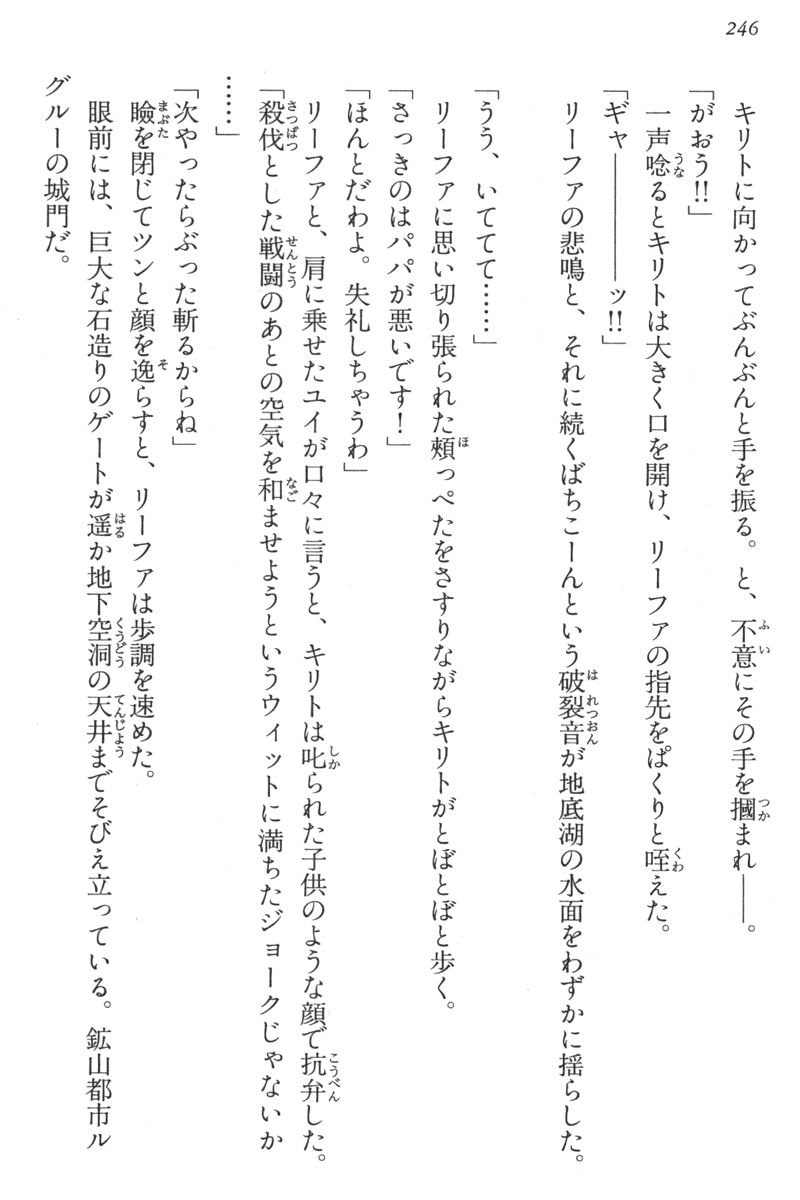 246
キリトに向かってぶんぶんと手を振る。と、不意にその手を摑まれ――。
「がおう!!」
一声唸るとキリトは大きく口を開け、リーファの指先をぱくりと咥えた。
「ギャ――――ッ!!」
リーファの悲鳴と、それに続くばちこーんという破裂音が地底湖の水面をわずかに揺らした。
「うう、いててて……」
リーファに思い切り張られた頰っぺたをさすりながらキリトがとぼとぼと歩く。
「さっきのはパパが悪いです！」
「ほんとだわよ。失礼しちゃうわ」
リーファと、肩に乗せたユイが口々に言うと、キリトは叱られた子供のような顔で抗弁した。
「殺伐とした戦闘のあとの空気を和ませようというウィットに満ちたジョークじゃないか
……」
「次やったらぶった斬るからね」
瞼を閉じてツンと顔を逸らすと、リーファは歩調を速めた。
眼前には、巨大な石造りのゲートが遥か地下空洞の天井までそびえ立っている。鉱山都市ル
グルーの城門だ。